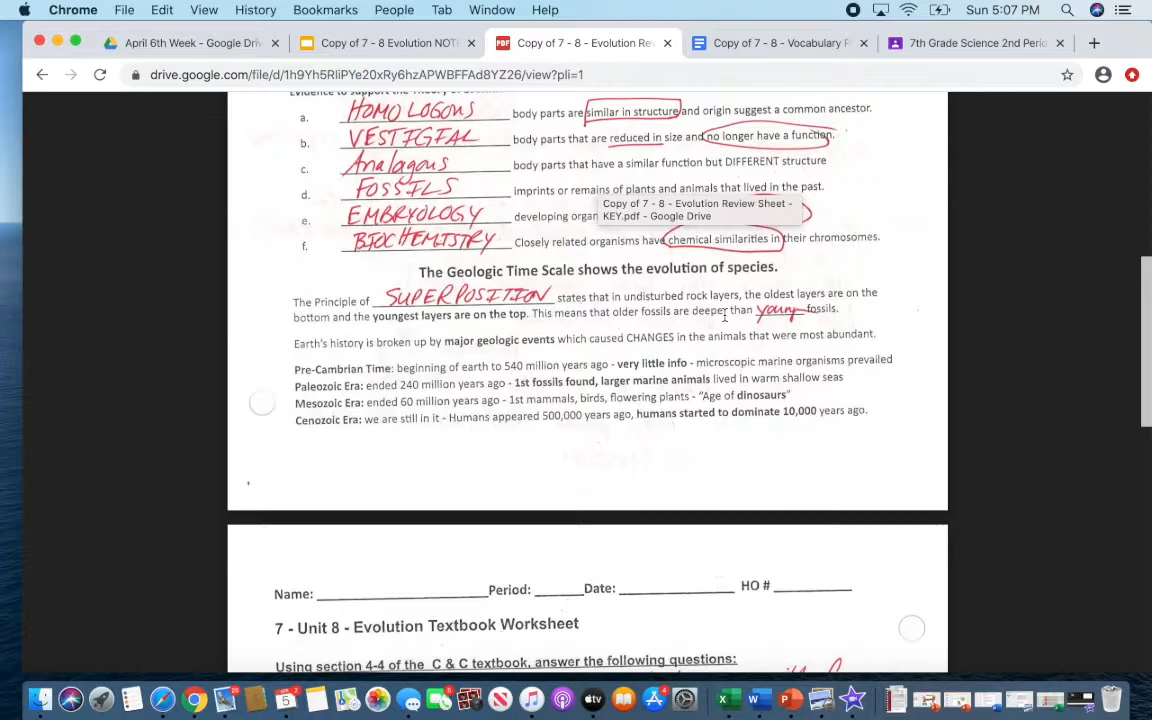 Chrome File Edit View History Bookmarks People Tab Window Help Sun 5:07 PM
April 6th Week - Google Driv
Copy of 7 - 8 Evolution NOT
PDF Copy of 7 - 8 - Evolution Re
Copy of 7 - 8 - Vocabulary
7th Grade Science 2nd Perio
drive.google.com/file/d/1h9Yh5RliPYe20xRy6hzAPWBFFAd8YZ26/view?pli=1
a. HOMOLOGOUS body parts are similar in structure and origin suggest a common ancestor.
b. VESTIGIAL body parts that are reduced in size and no longer have a function.
c. Analagous body parts that have a similar function but DIFFERENT structure
d. FOSSILS imprints or remains of plants and animals that lived in the past.
Copy of 7 - 8 - Evolution Review Sheet -
KEY.pdf - Google Drive
e. EMBRYOLOGY developing organ
f. BIOCHEMISTRY Closely related organisms have chemical similarities in their chromosomes.
The Geologic Time Scale shows the evolution of species.
The Principle of SUPERPOSITION states that in undisturbed rock layers, the oldest layers are on the
bottom and the youngest layers are on the top. This means that older fossils are deeper than young fossils.
Earth's history is broken up by major geologic events which caused CHANGES in the animals that were most abundant.
Pre-Cambrian Time: beginning of earth to 540 million years ago - very little info - microscopic marine organisms prevailed
Paleozoic Era: ended 240 million years ago - 1st fossils found, larger marine animals lived in warm shallow seas
Mesozoic Era: ended 60 million years ago - 1st mammals, birds, flowering plants - "Age of dinosaurs"
Cenozoic Era: we are still in it - Humans appeared 500,000 years ago, humans started to dominate 10,000 years ago.
Name: Period: Date: HO #
7 - Unit 8 - Evolution Textbook Worksheet
Using section 4-4 of the C & C textbook, answer the following questions: